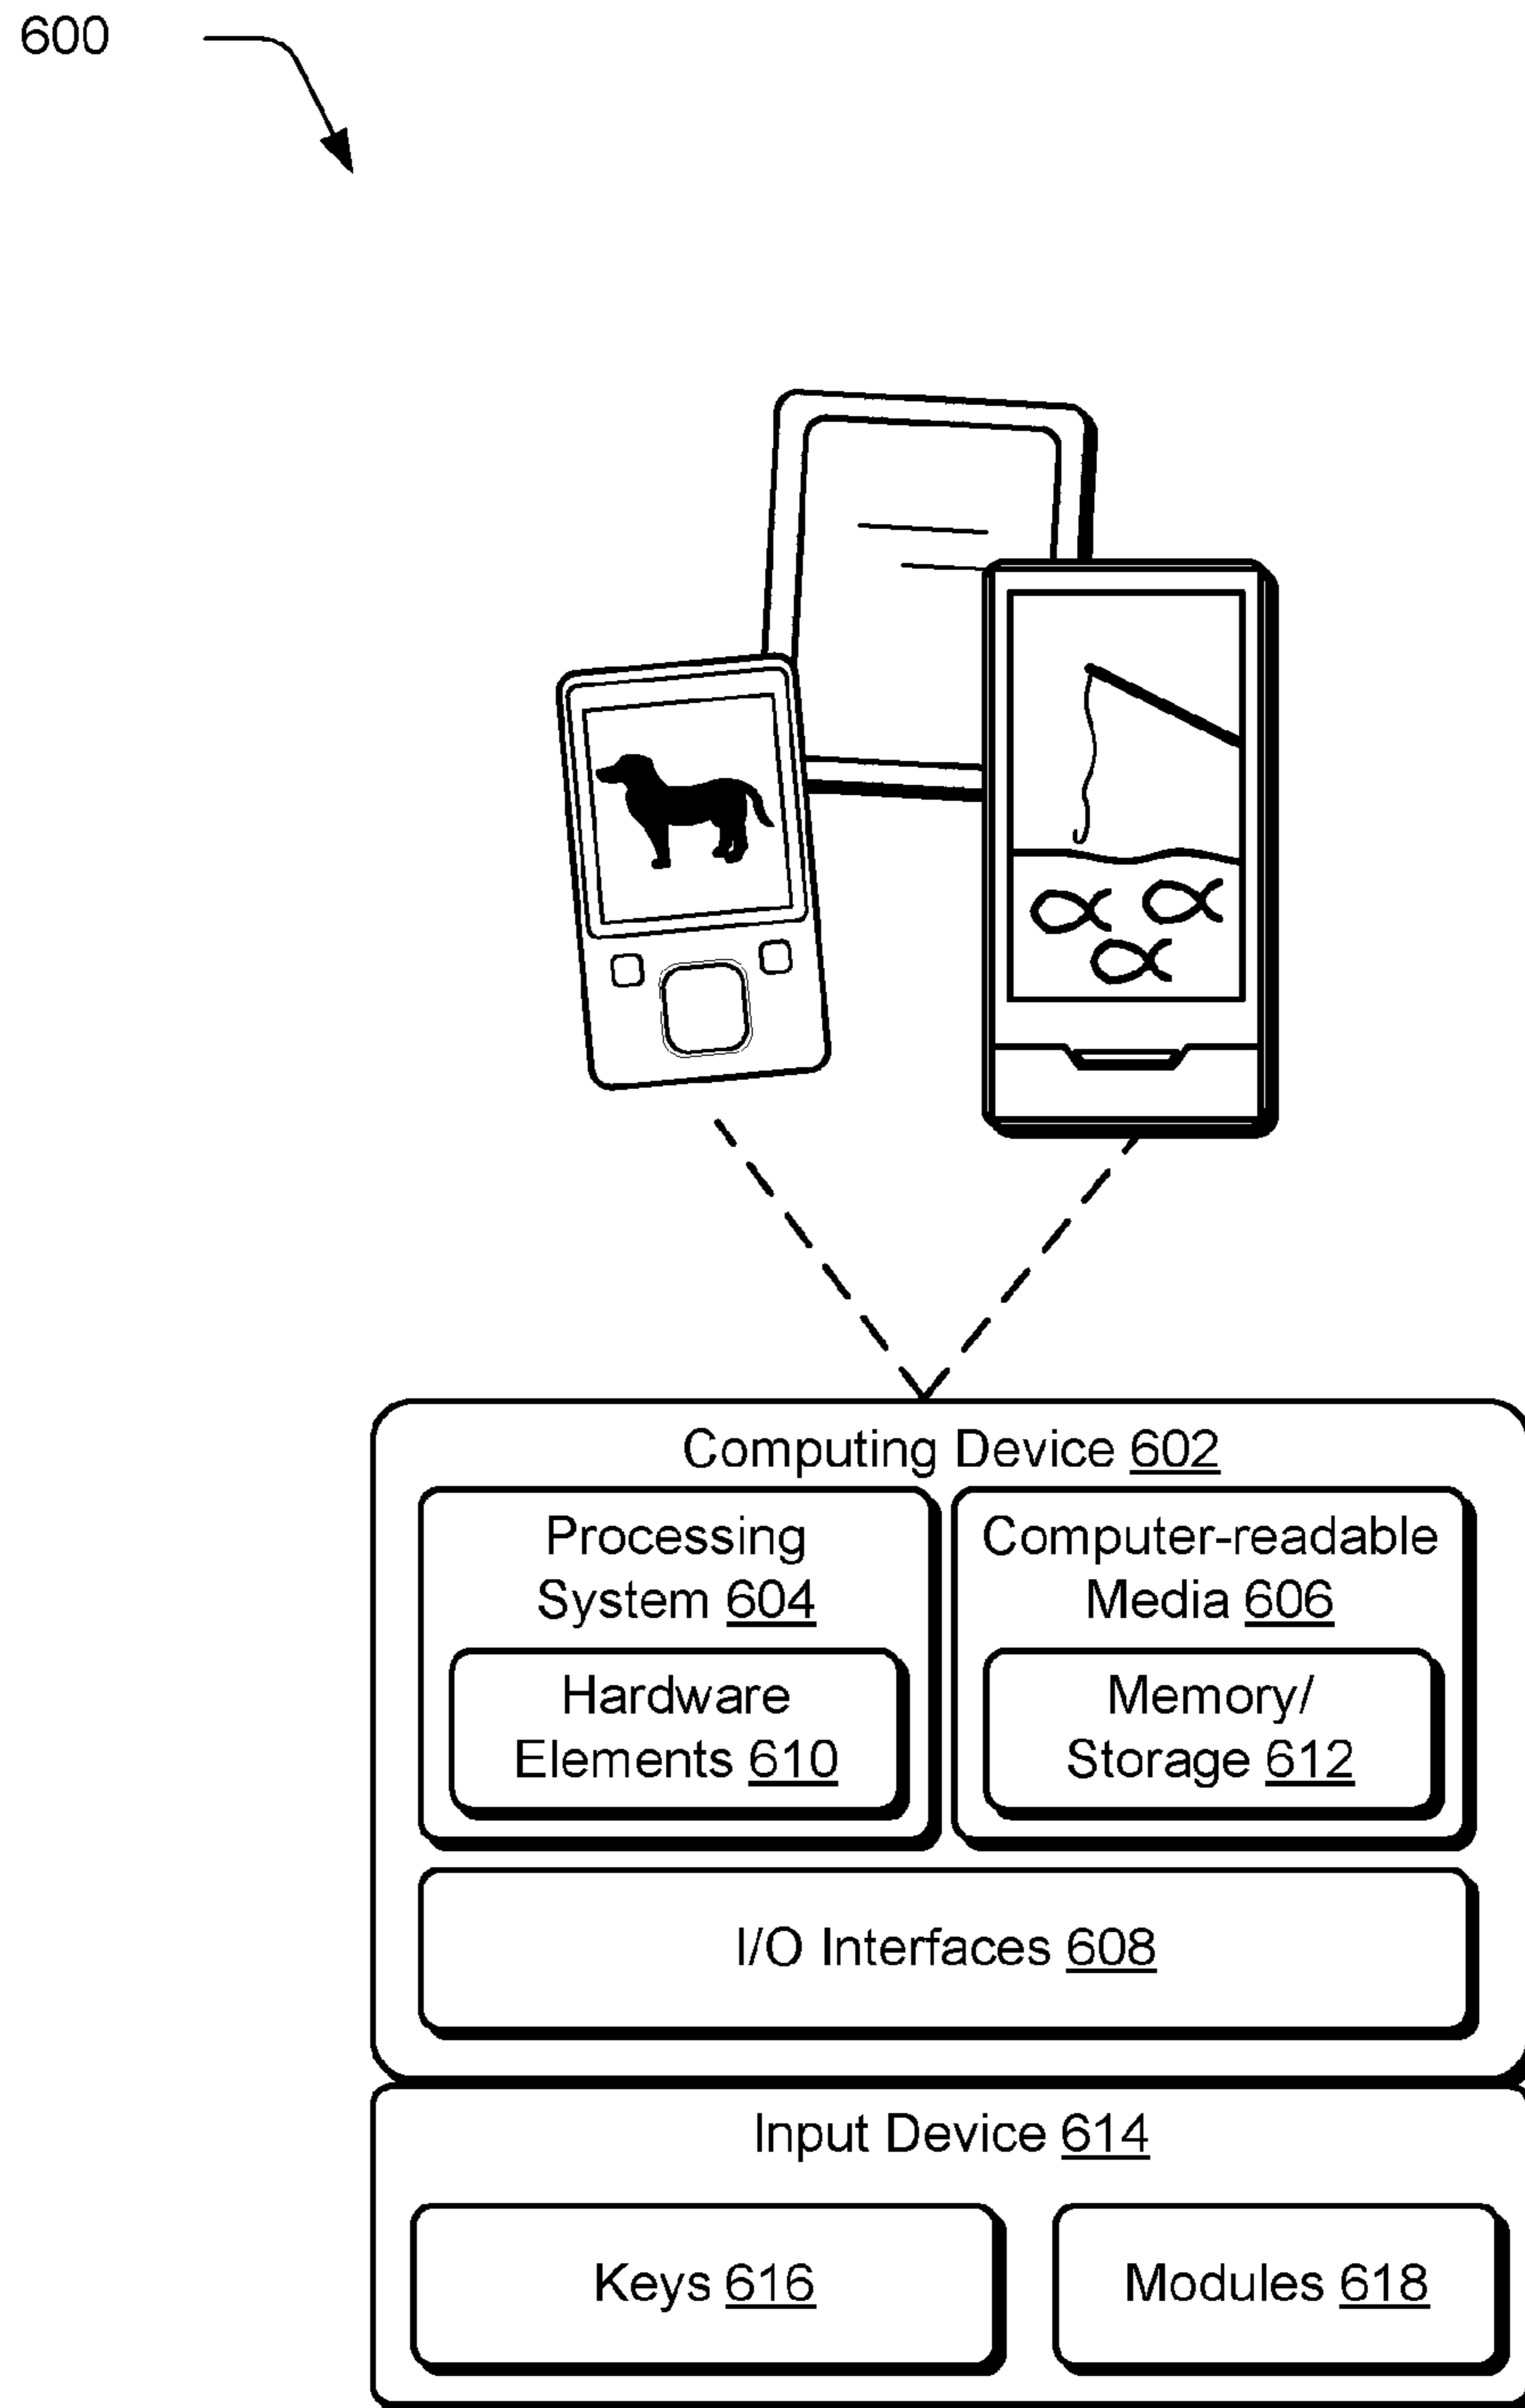 600
Computing Device 602
Processing
System 604
Computer-readable
Media 606
Hardware
Elements 610
Memory/
Storage 612
I/O Interfaces 608
Input Device 614
Keys 616
Modules 618